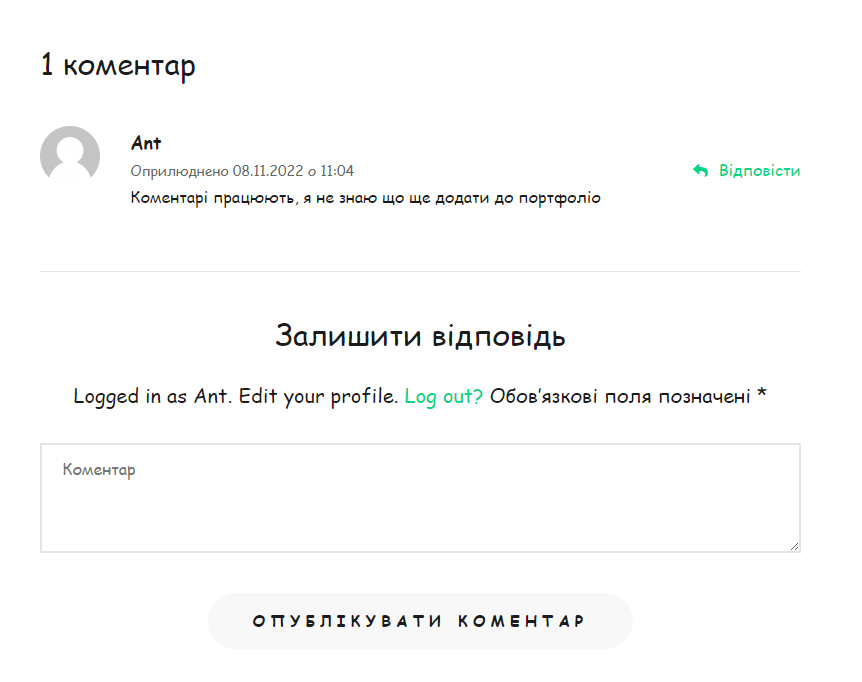 1 коментар
Ant
Оприлюднено 08.11.2022 о 11:04
Відповісти
Коментарі працюють, я не знаю що ще додати до портфоліо
Залишити відповідь
Logged in as Ant. Edit your profile. Log out? Обов’язкові поля позначені *
Коментар
ОПУБЛІКУВАТИ КОМЕНТАР